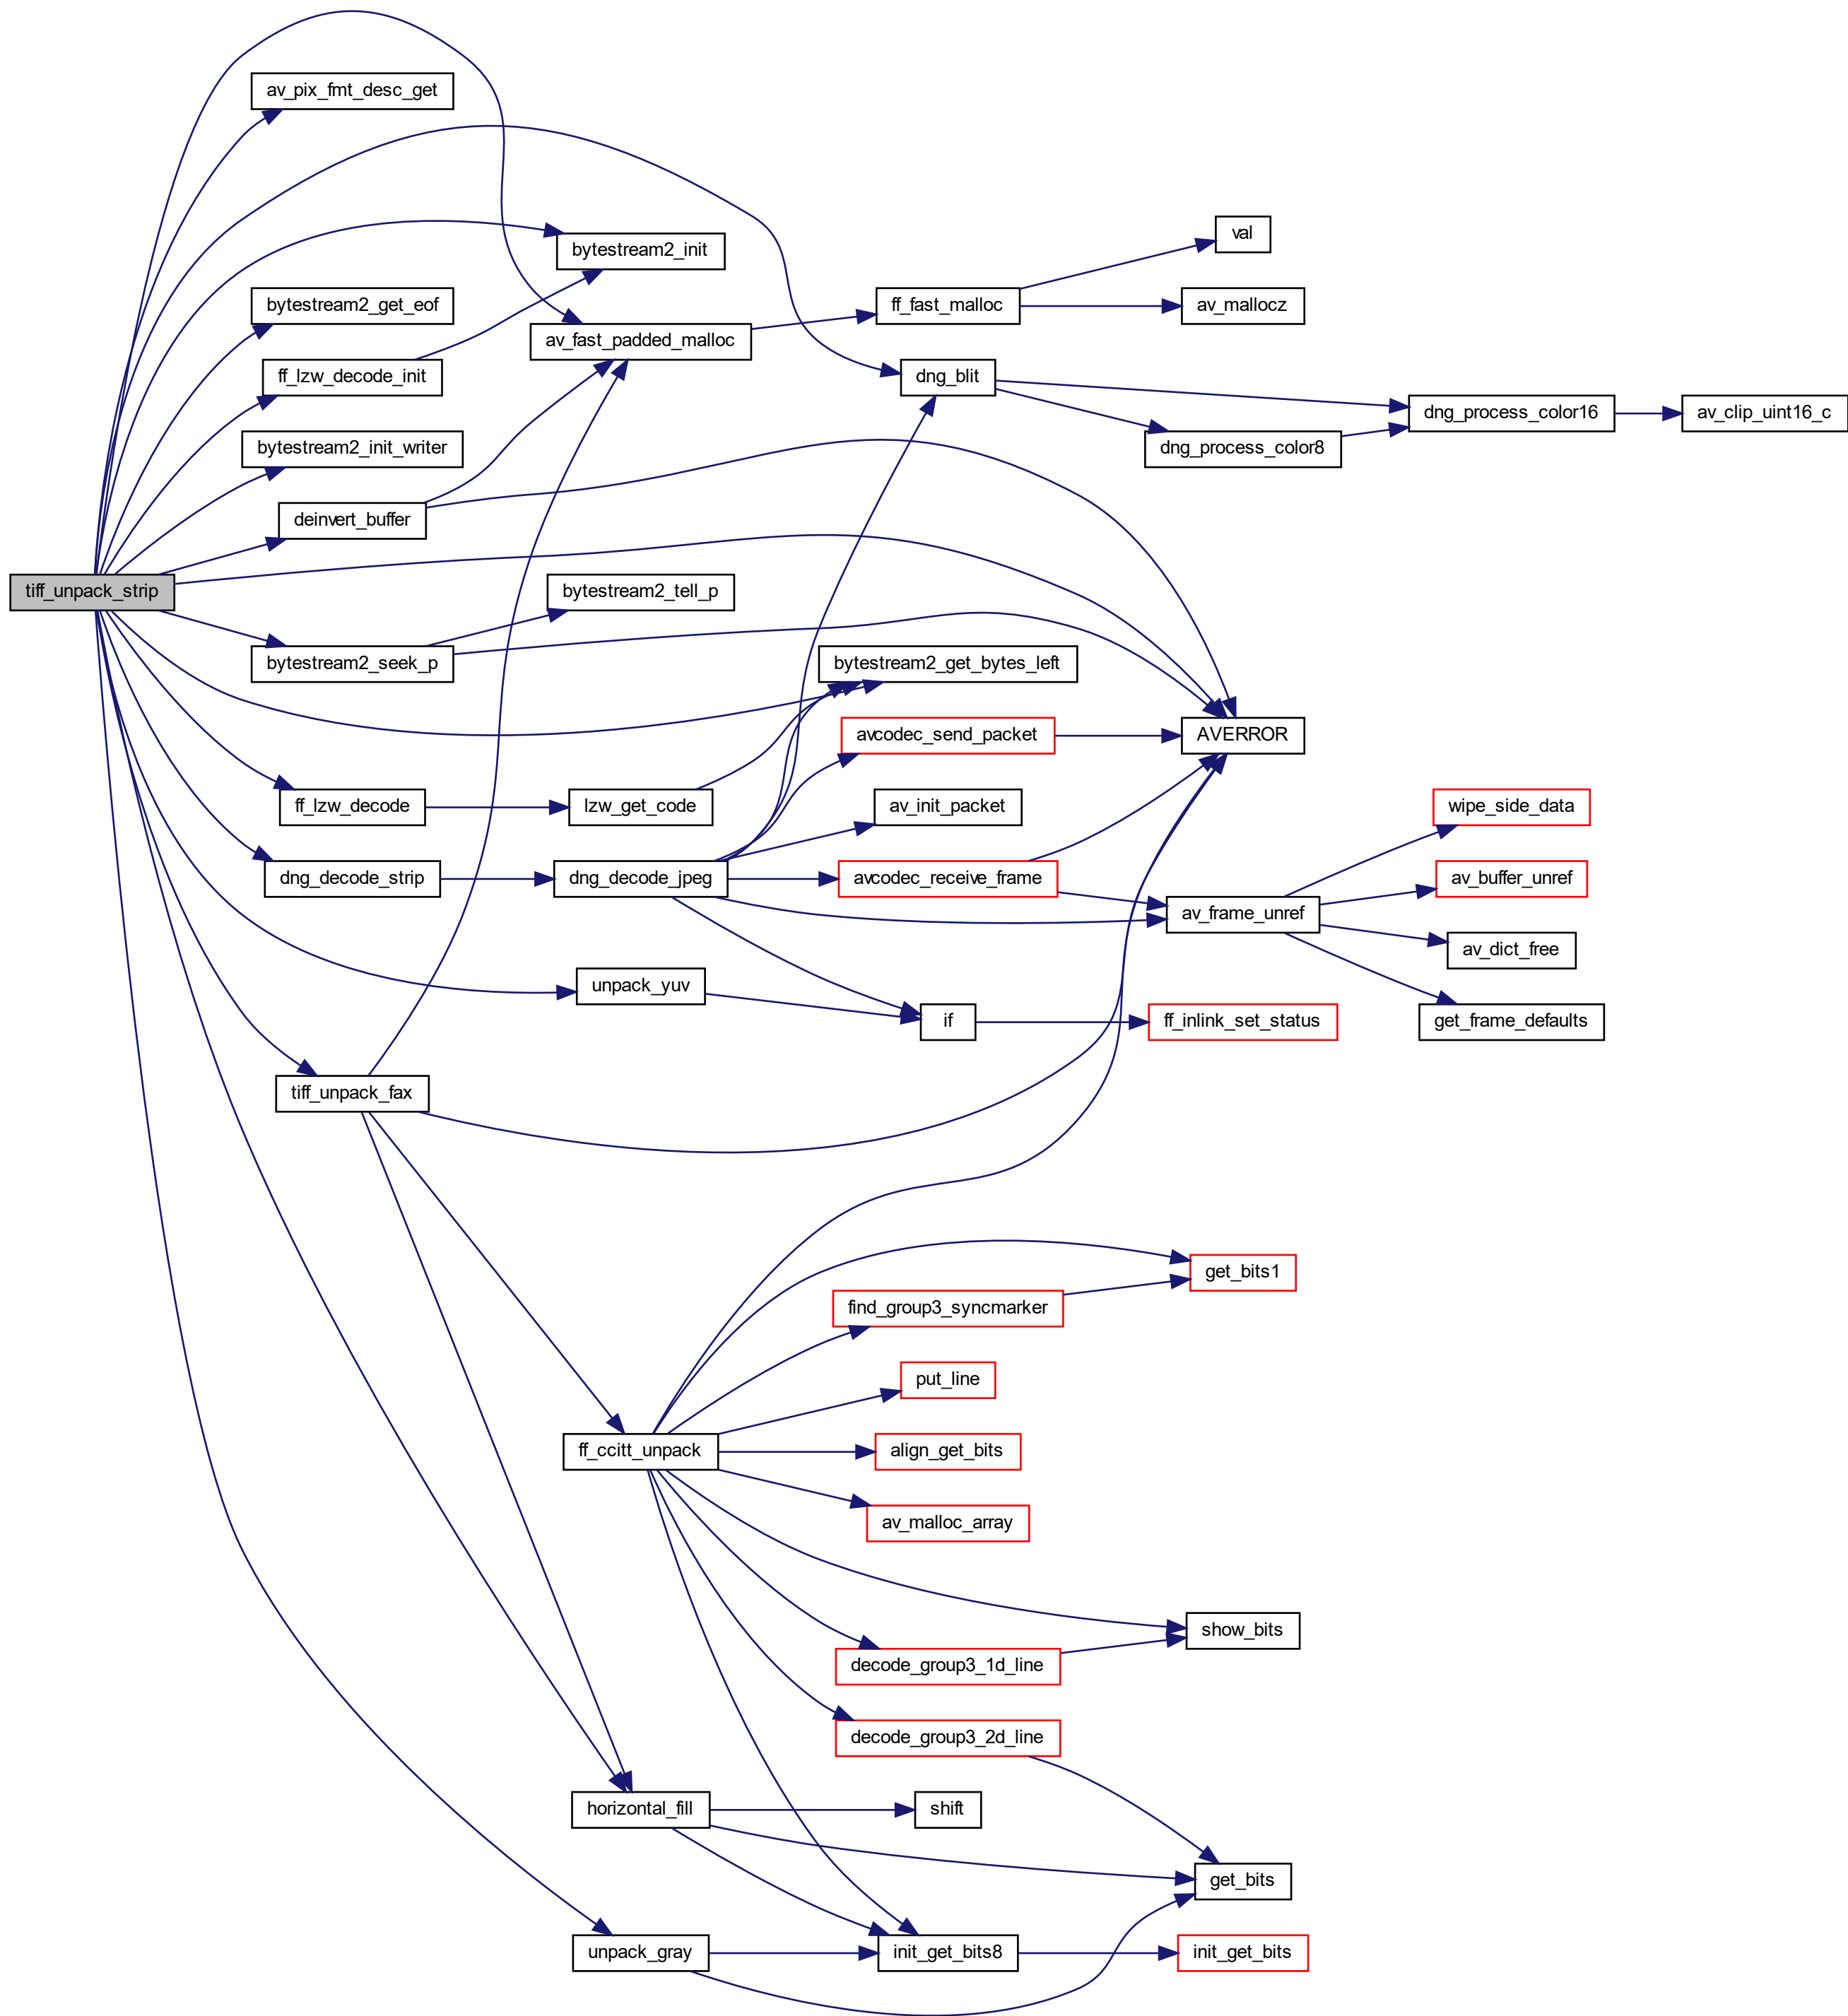 av_pix_fmt_desc_get
val
bytestream2_init
bytestream2_get_eof
ff_fast_malloc
av_mallocz
av_fast_padded_malloc
ff_lzw_decode_init
dng_blit
dng_process_color16
av_clip_uint16_c
bytestream2_init_writer
dng_process_color8
deinvert_buffer
tiff_unpack_strip
bytestream2_tell_p
bytestream2_seek_p
bytestream2_get_bytes_left
avcodec_send_packet
AVERROR
ff_lzw_decode
lzw_get_code
av_init_packet
wipe_side_data
dng_decode_strip
dng_decode_jpeg
avcodec_receive_frame
av_buffer_unref
av_frame_unref
av_dict_free
unpack_yuv
if
ff_inlink_set_status
get_frame_defaults
tiff_unpack_fax
get_bits1
find_group3_syncmarker
put_line
ff_ccitt_unpack
align_get_bits
av_malloc_array
show_bits
decode_group3_1d_line
decode_group3_2d_line
horizontal_fill
shift
get_bits
unpack_gray
init_get_bits8
init_get_bits